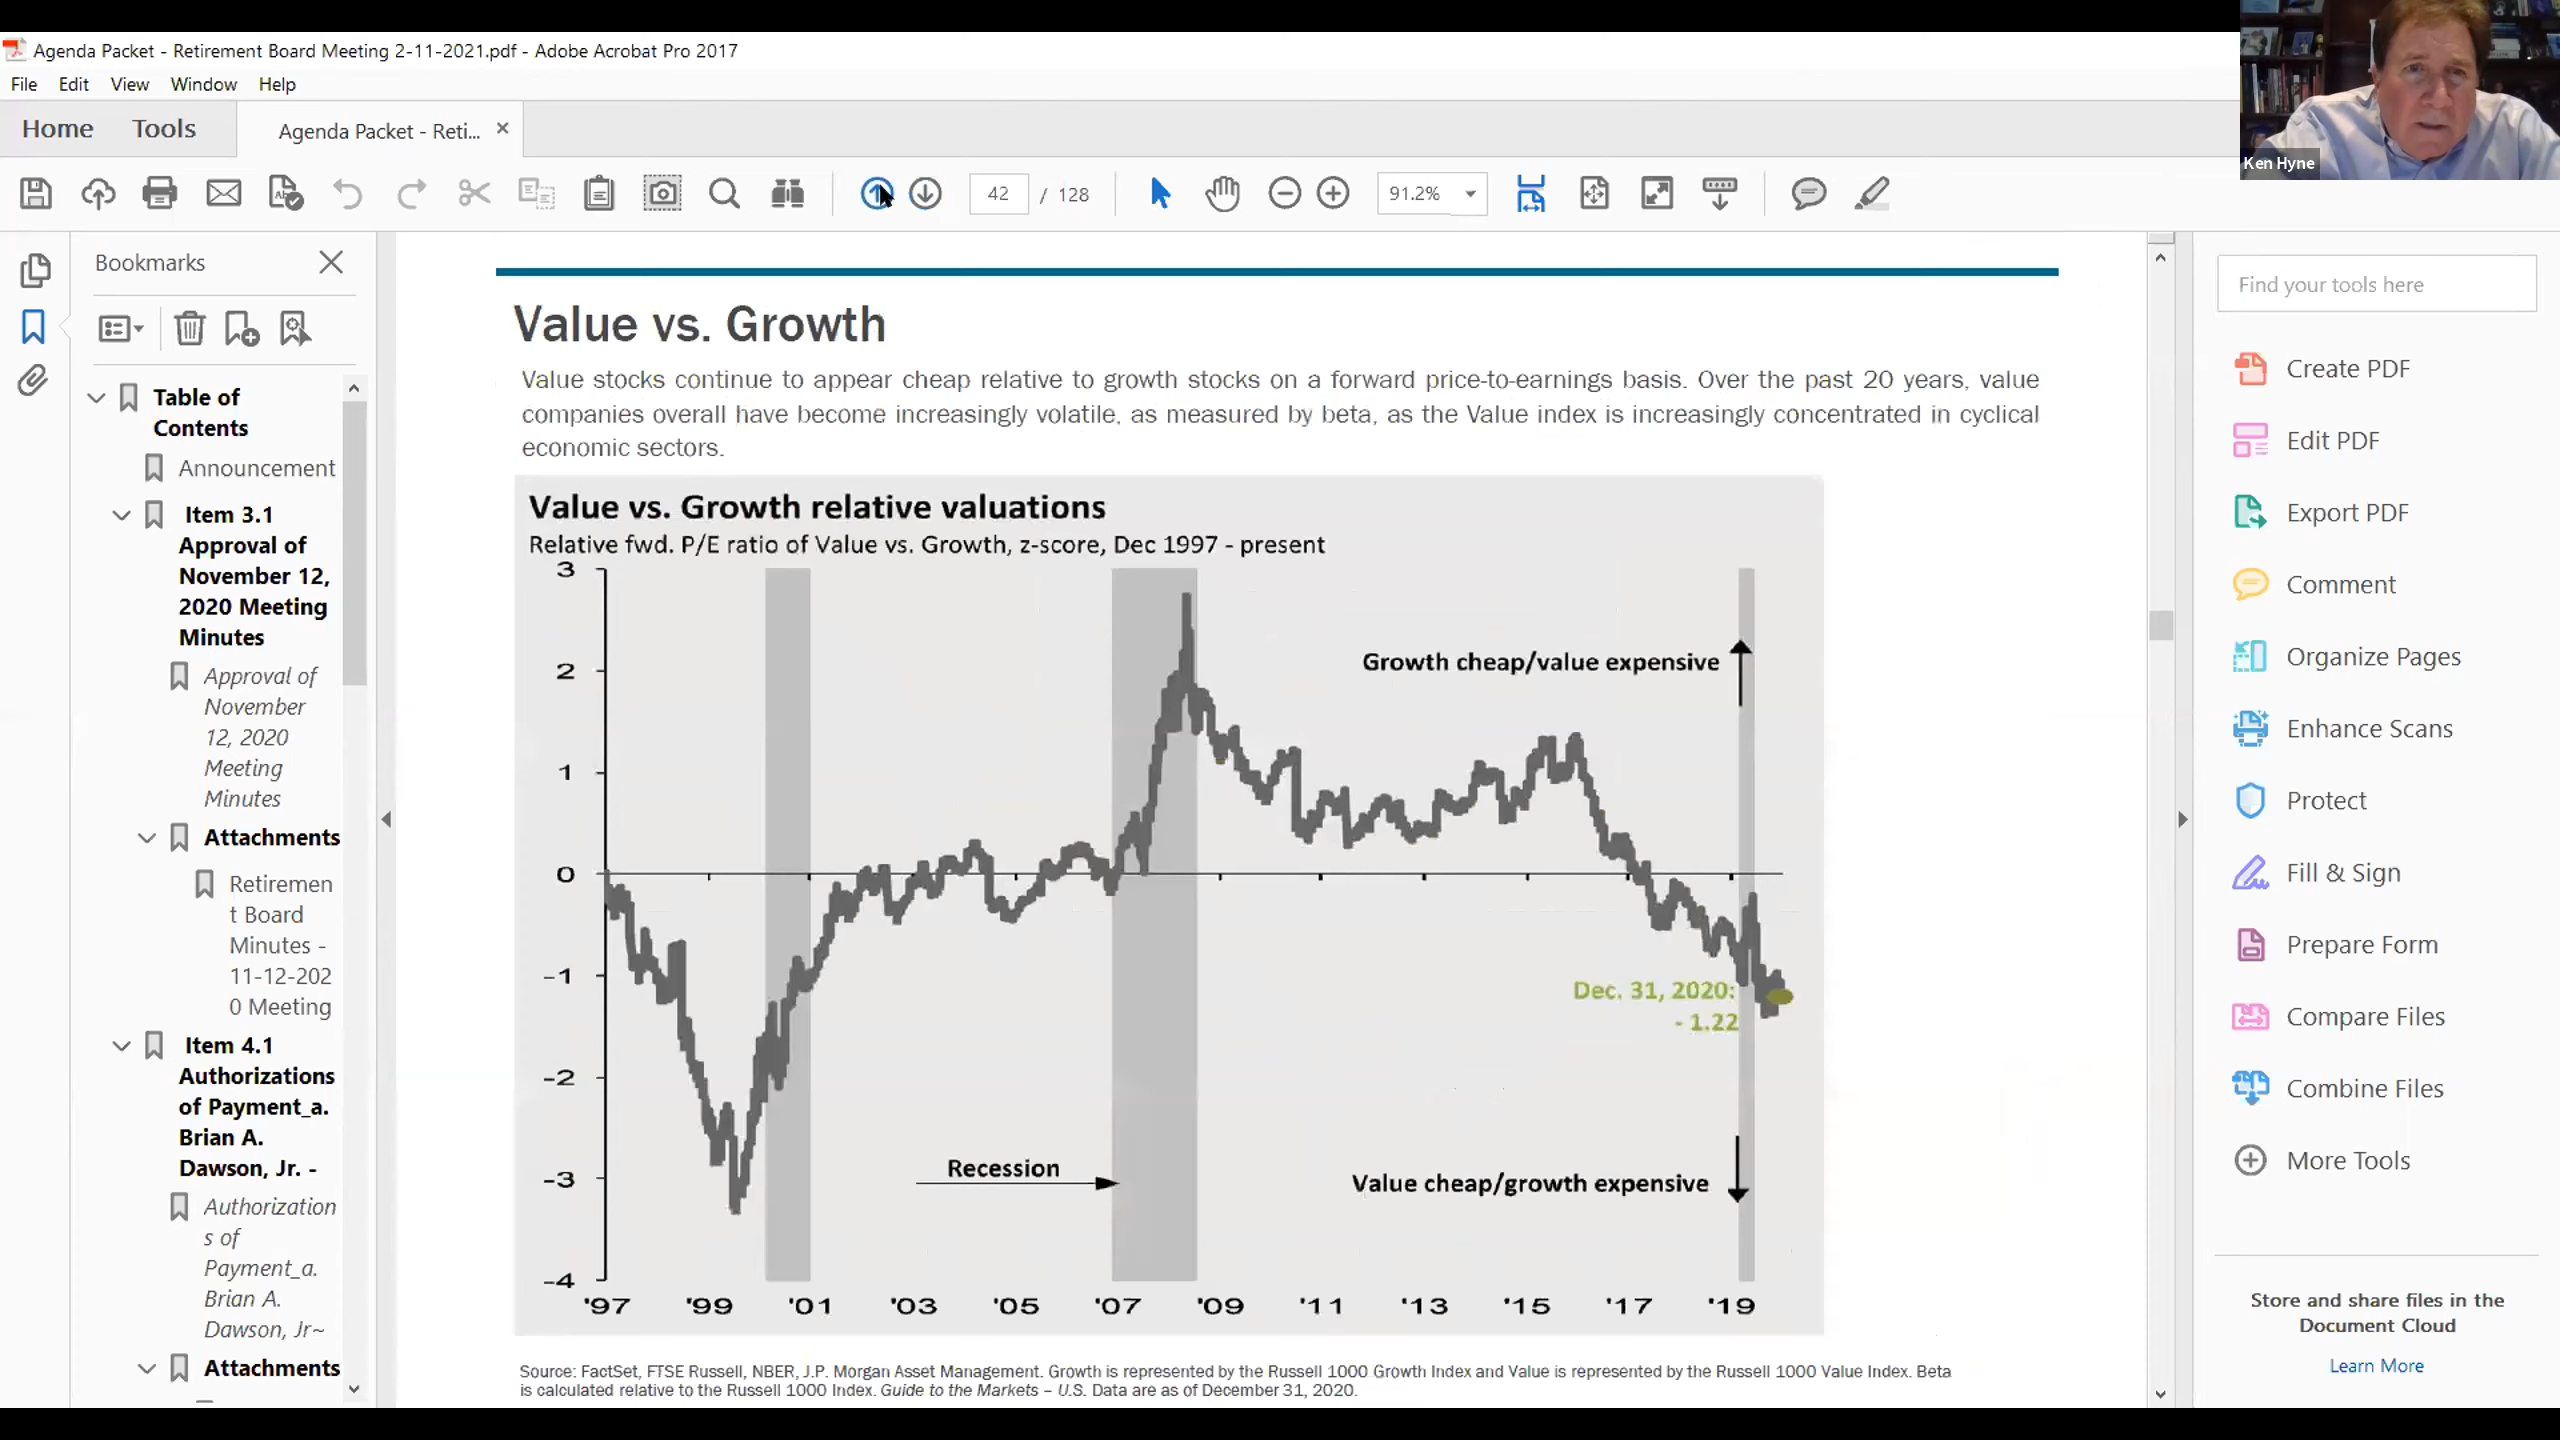 Agenda Packet - Retirement Board Meeting 2-11-2021.pdf - Adobe Acrobat Pro 2017
File Edit View Window Help
Home Tools Agenda Packet - Reti... ×
42 / 128 91.2%
Ken Hyne
Bookmarks
Table of
Contents
Announcement
Item 3.1
Approval of
November 12,
2020 Meeting
Minutes
Approval of
November
12, 2020
Meeting
Minutes
Attachments
Retiremen
t Board
Minutes -
11-12-202
0 Meeting
Item 4.1
Authorizations
of Payment_a.
Brian A.
Dawson, Jr. -
Authorization
s of
Payment_a.
Brian A.
Dawson, Jr~
Attachments
Value vs. Growth
Value stocks continue to appear cheap relative to growth stocks on a forward price-to-earnings basis. Over the past 20 years, value
companies overall have become increasingly volatile, as measured by beta, as the Value index is increasingly concentrated in cyclical
economic sectors.
Value vs. Growth relative valuations
Relative fwd. P/E ratio of Value vs. Growth, z-score, Dec 1997 - present
3
2
1
0
-1
-2
-3
-4
Growth cheap/value expensive
Dec. 31, 2020:
- 1.22
Recession
Value cheap/growth expensive
'97 '99 '01 '03 '05 '07 '09 '11 '13 '15 '17 '19
Source: FactSet, FTSE Russell, NBER, J.P. Morgan Asset Management. Growth is represented by the Russell 1000 Growth Index and Value is represented by the Russell 1000 Value Index. Beta
is calculated relative to the Russell 1000 Index. Guide to the Markets – U.S. Data are as of December 31, 2020.
Find your tools here
Create PDF
Edit PDF
Export PDF
Comment
Organize Pages
Enhance Scans
Protect
Fill & Sign
Prepare Form
Compare Files
Combine Files
More Tools
Store and share files in the
Document Cloud
Learn More